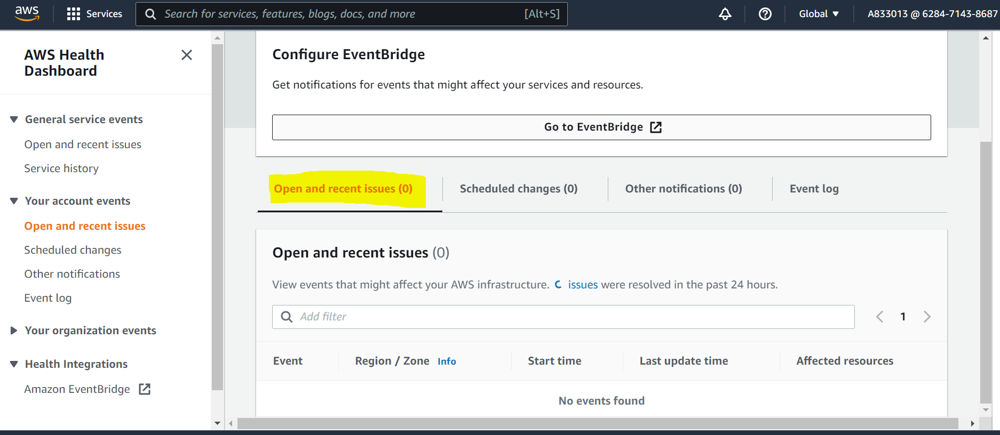 aws
Services
Search for services, features, blogs, docs, and more
[Alt+S]
Global
A833013 @ 6284-7143-8687
AWS Health
Dashboard
General service events
Open and recent issues
Service history
Your account events
Open and recent issues
Scheduled changes
Other notifications
Event log
Your organization events
Health Integrations
Amazon EventBridge
Configure EventBridge
Get notifications for events that might affect your services and resources.
Go to EventBridge
Open and recent issues (0)
Scheduled changes (0)
Other notifications (0)
Event log
Open and recent issues (0)
View events that might affect your AWS infrastructure. issues were resolved in the past 24 hours.
Add filter
1
Event
Region / Zone Info
Start time
Last update time
Affected resources
No events found